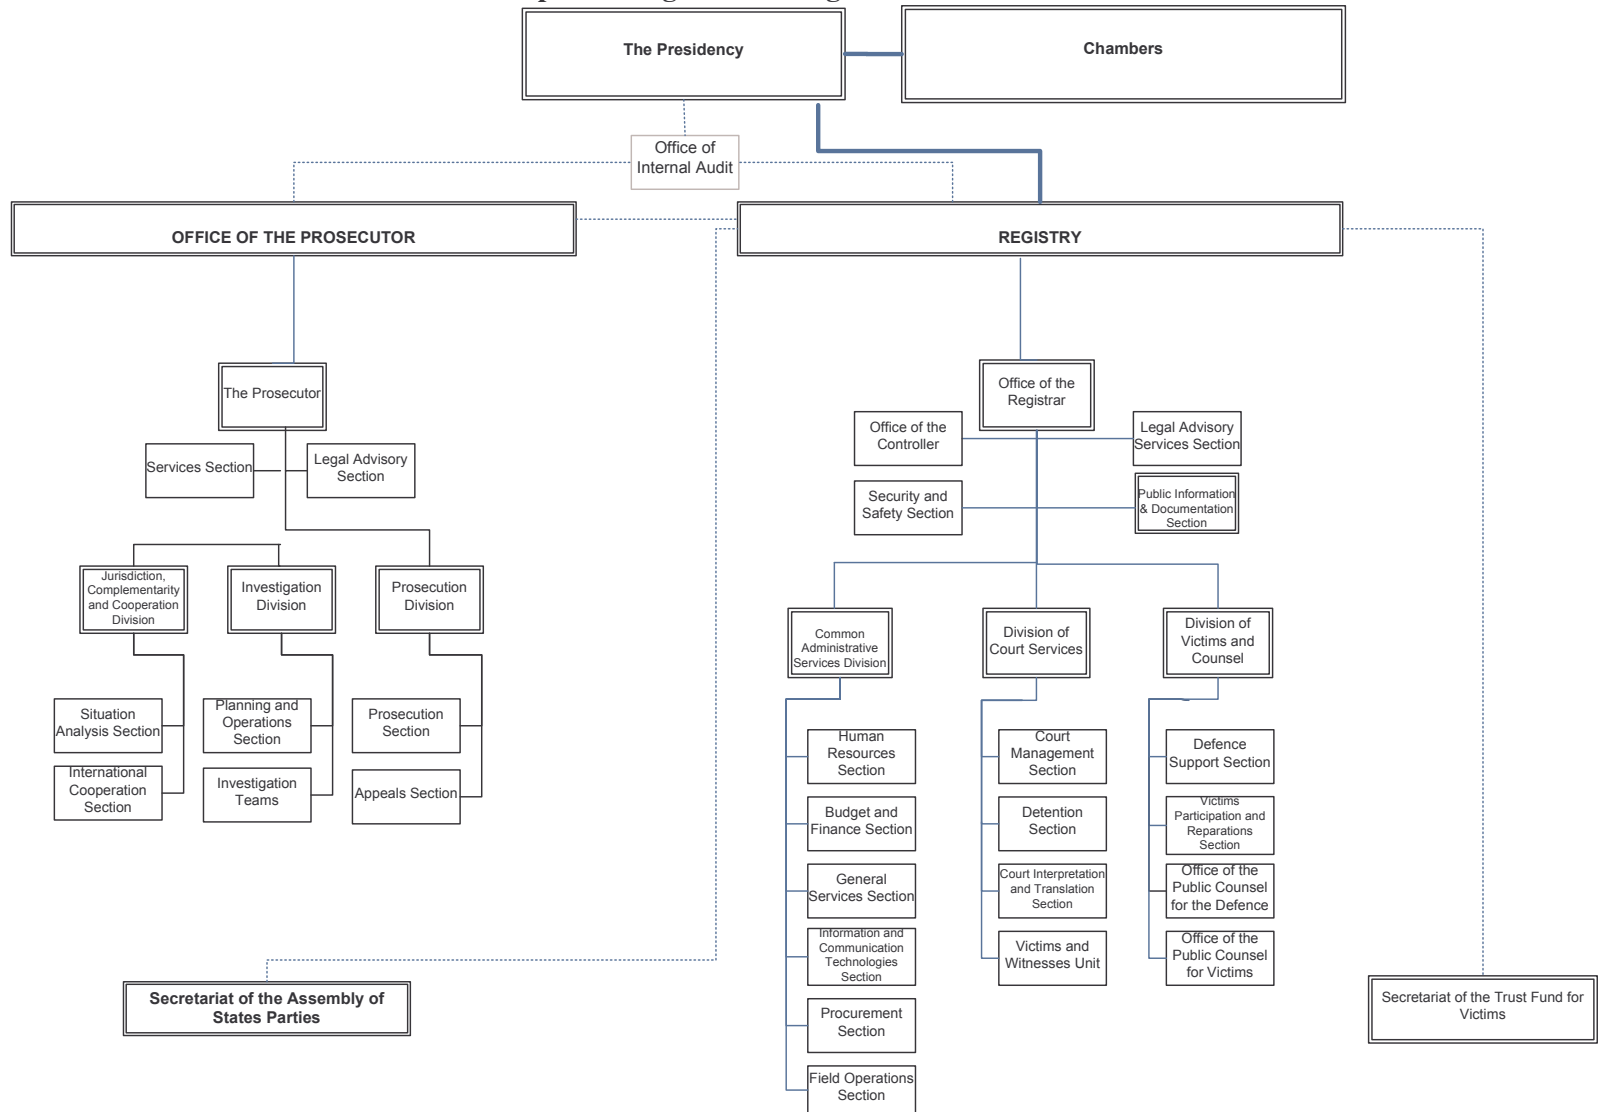 The Presidency
Chambers
Office of
Internal Audit
OFFICE OF THE PROSECUTOR
REGISTRY
The Prosecutor
Services Section
Legal Advisory
Section
Jurisdiction,
Complementarity
and Cooperation
Division
Investigation
Division
Prosecution
Division
Situation
Analysis Section
International
Cooperation
Section
Planning and
Operations
Section
Investigation
Teams
Prosecution
Section
Appeals Section
Office of the
Registrar
Office of the
Controller
Legal Advisory
Services Section
Security and
Safety Section
Public Information
& Documentation
Section
Common
Administrative
Services Division
Division of
Court Services
Division of
Victims and
Counsel
Human
Resources
Section
Budget and
Finance Section
General
Services Section
Information and
Communication
Technologies
Section
Procurement
Section
Field Operations
Section
Court
Management
Section
Detention
Section
Court Interpretation
and Translation
Section
Victims and
Witnesses Unit
Defence
Support Section
Victims
Participation and
Reparations
Section
Office of the
Public Counsel
for the Defence
Office of the
Public Counsel
for Victims
Secretariat of the Assembly of
States Parties
Secretariat of the Trust Fund for
Victims